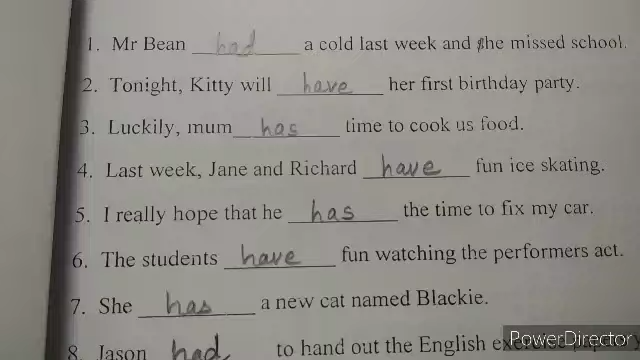 1. Mr Bean had a cold last week and he missed school.
2. Tonight, Kitty will have her first birthday party.
3. Luckily, mum has time to cook us food.
4. Last week, Jane and Richard have fun ice skating.
5. I really hope that he has the time to fix my car.
6. The students have fun watching the performers act.
7. She has a new cat named Blackie.
8. Jason had to hand out the English
PowerDirector